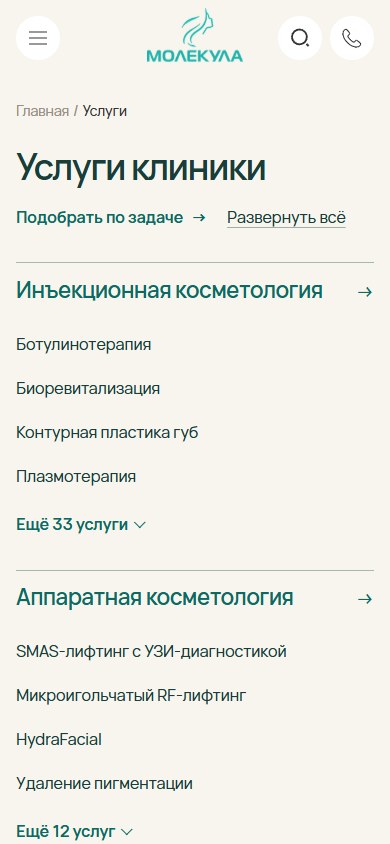 МОЛЕКУЛА
Главная / Услуги
Услуги клиники
Подобрать по задаче → Развернуть всё
Инъекционная косметология →
Ботулинотерапия
Биоревитализация
Контурная пластика губ
Плазмотерапия
Ещё 33 услуги
Аппаратная косметология →
SMAS-лифтинг с УЗИ-диагностикой
Микроигольчатый RF-лифтинг
HydraFacial
Удаление пигментации
Ещё 12 услуг